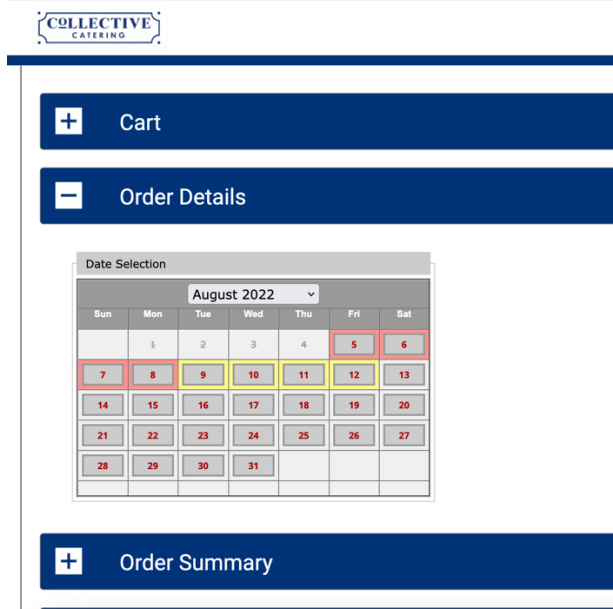 COLLECTIVE
CATERING
Cart
Order Details
Date Selection
August 2022
Sun Mon Tue Wed Thu Fri Sat
1 2 3 4 5 6
7 8 9 10 11 12 13
14 15 16 17 18 19 20
21 22 23 24 25 26 27
28 29 30 31
Order Summary